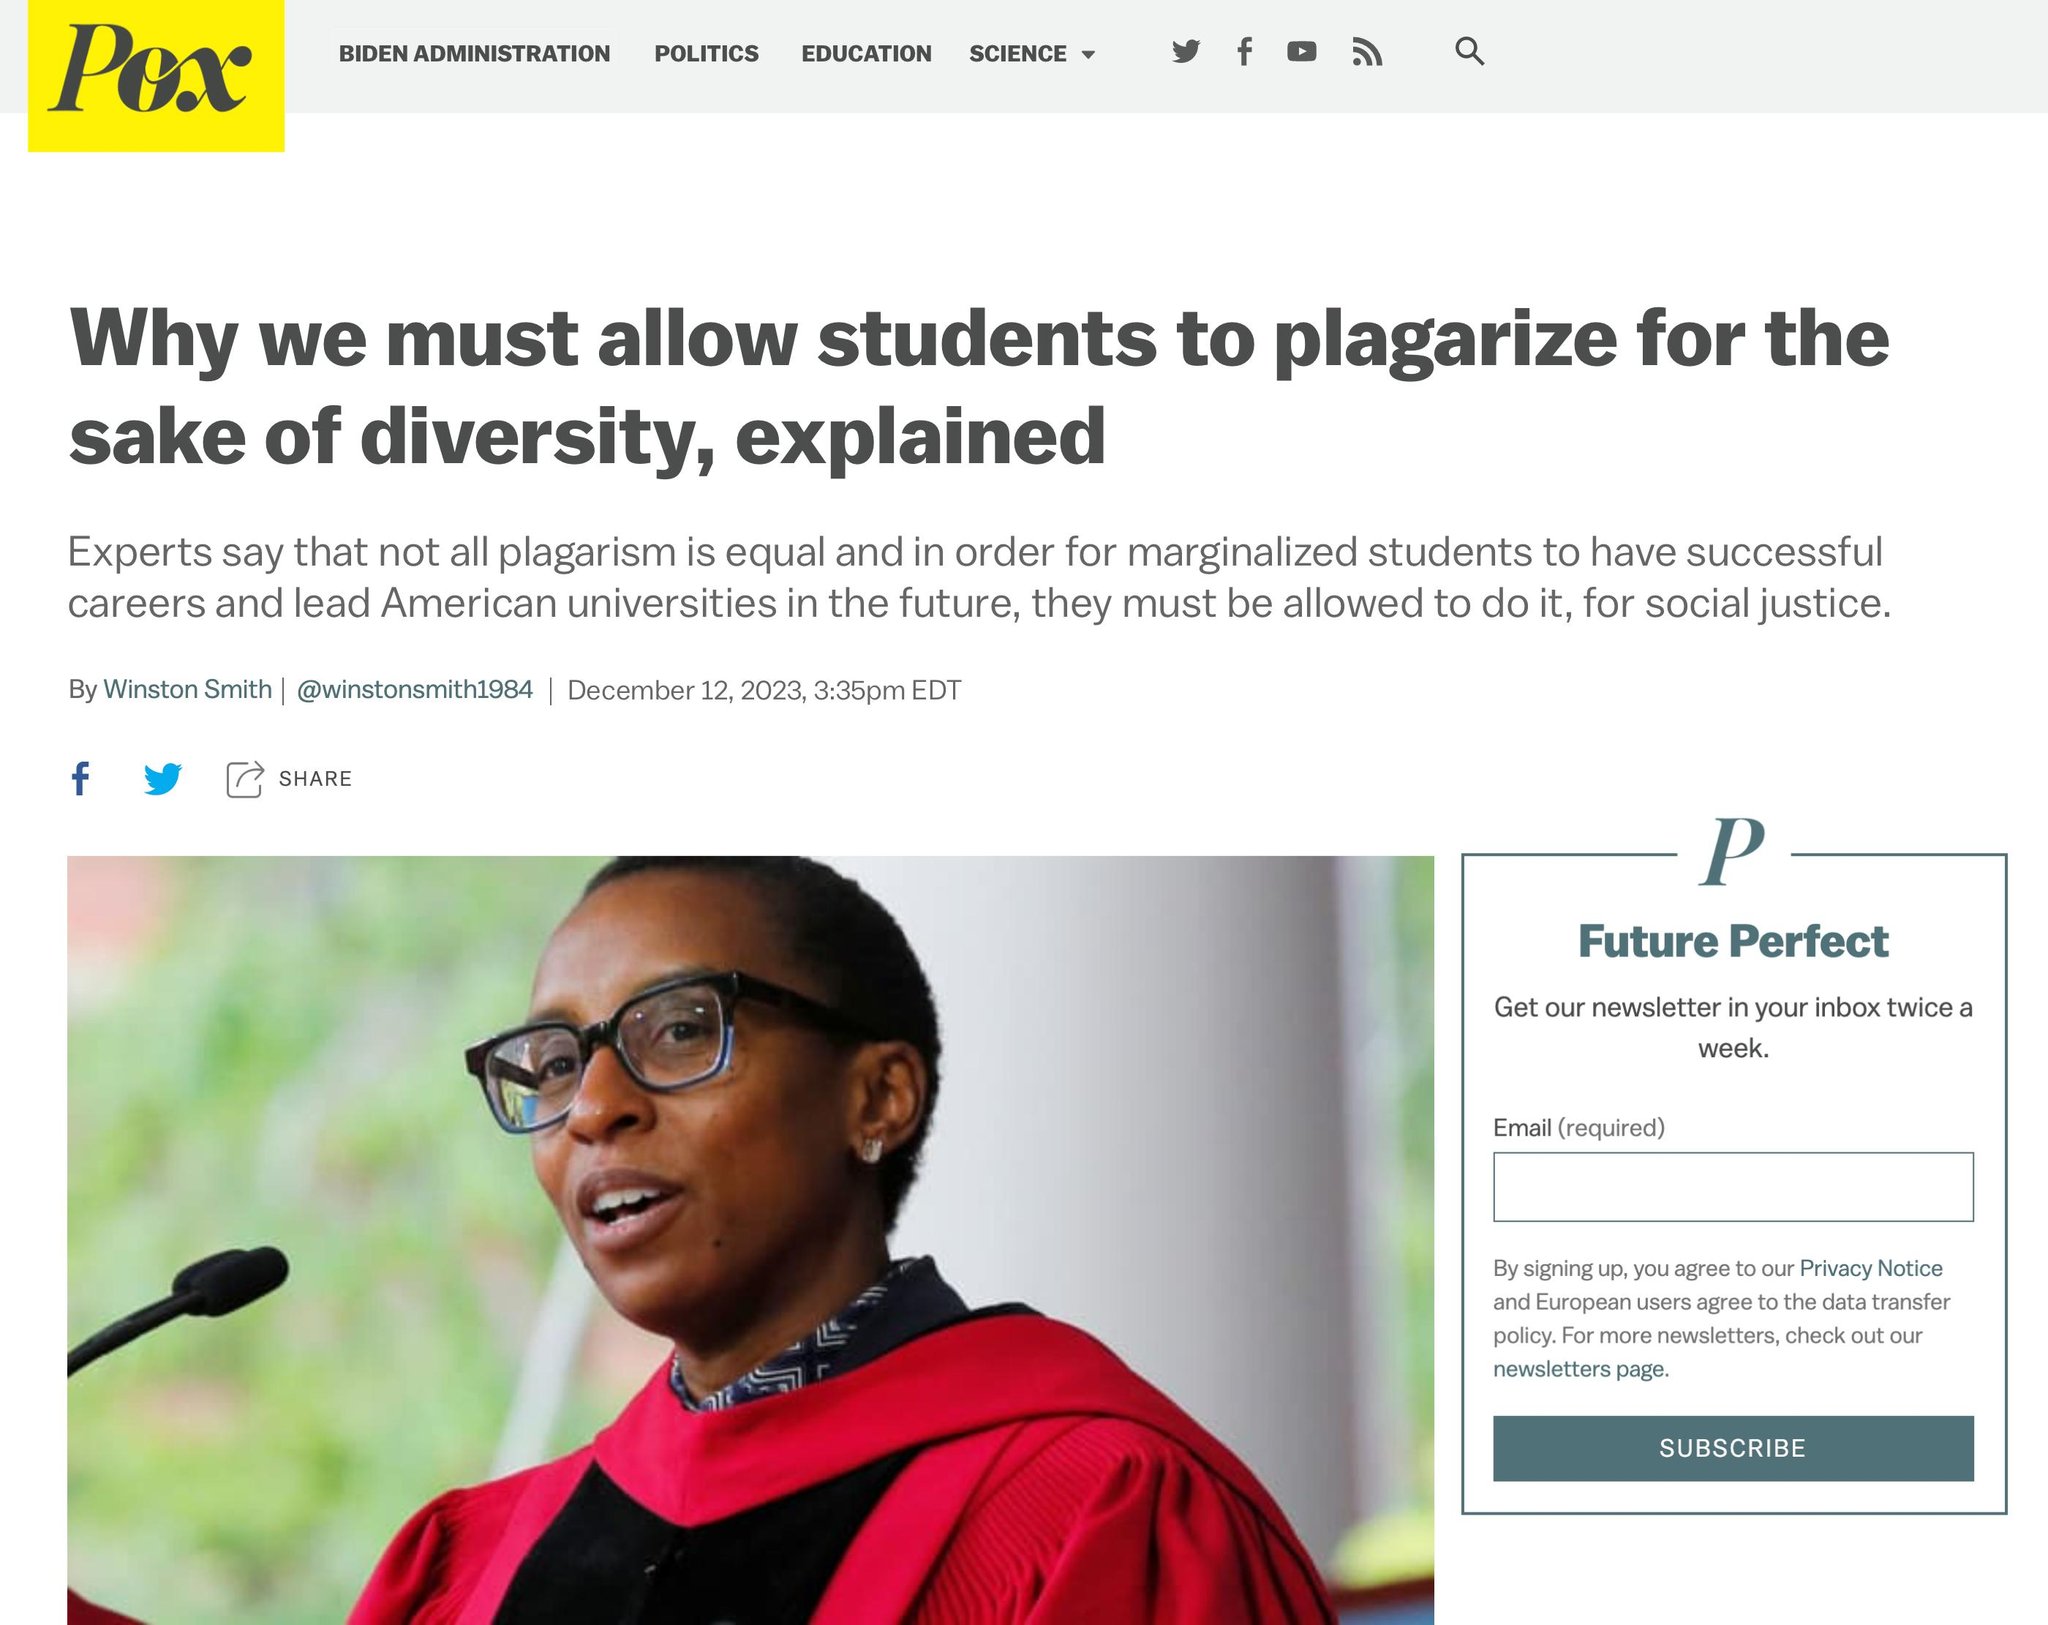 Pox
BIDEN ADMINISTRATION POLITICS EDUCATION SCIENCE
Why we must allow students to plagarize for the
sake of diversity, explained
Experts say that not all plagarism is equal and in order for marginalized students to have successful
careers and lead American universities in the future, they must be allowed to do it, for social justice.
By Winston Smith | @winstonsmith1984 | December 12, 2023, 3:35pm EDT
SHARE
P
Future Perfect
Get our newsletter in your inbox twice a
week.
Email (required)
By signing up, you agree to our Privacy Notice
and European users agree to the data transfer
policy. For more newsletters, check out our
newsletters page.
SUBSCRIBE